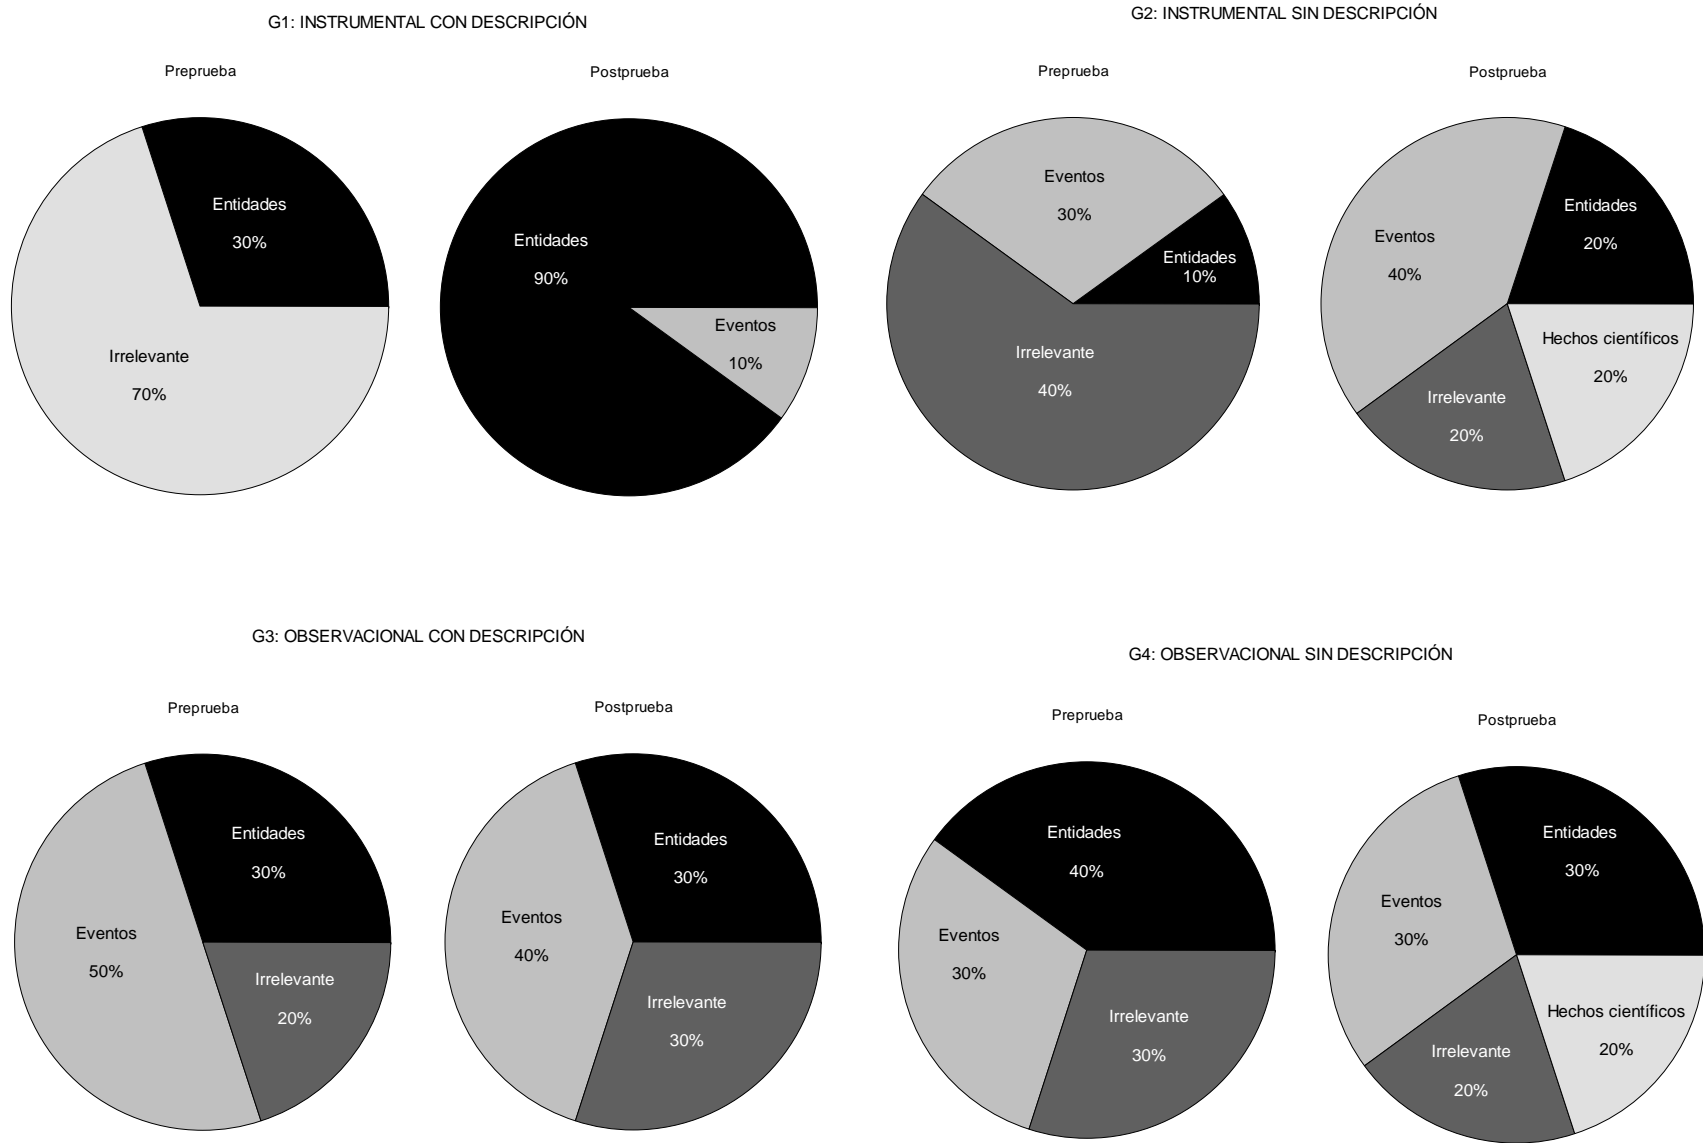 G1: INSTRUMENTAL CON DESCRIPCIÓN
Preprueba
Entidades
30%
Irrelevante
70%
Postprueba
Entidades
90%
Eventos
10%
G2: INSTRUMENTAL SIN DESCRIPCIÓN
Preprueba
Eventos
30%
Entidades
10%
Irrelevante
40%
Postprueba
Entidades
20%
Eventos
40%
Hechos científicos
20%
Irrelevante
20%
G3: OBSERVACIONAL CON DESCRIPCIÓN
Preprueba
Entidades
30%
Eventos
50%
Irrelevante
20%
Postprueba
Entidades
30%
Eventos
40%
Irrelevante
30%
G4: OBSERVACIONAL SIN DESCRIPCIÓN
Preprueba
Entidades
40%
Eventos
30%
Irrelevante
30%
Postprueba
Entidades
30%
Eventos
30%
Hechos científicos
20%
Irrelevante
20%